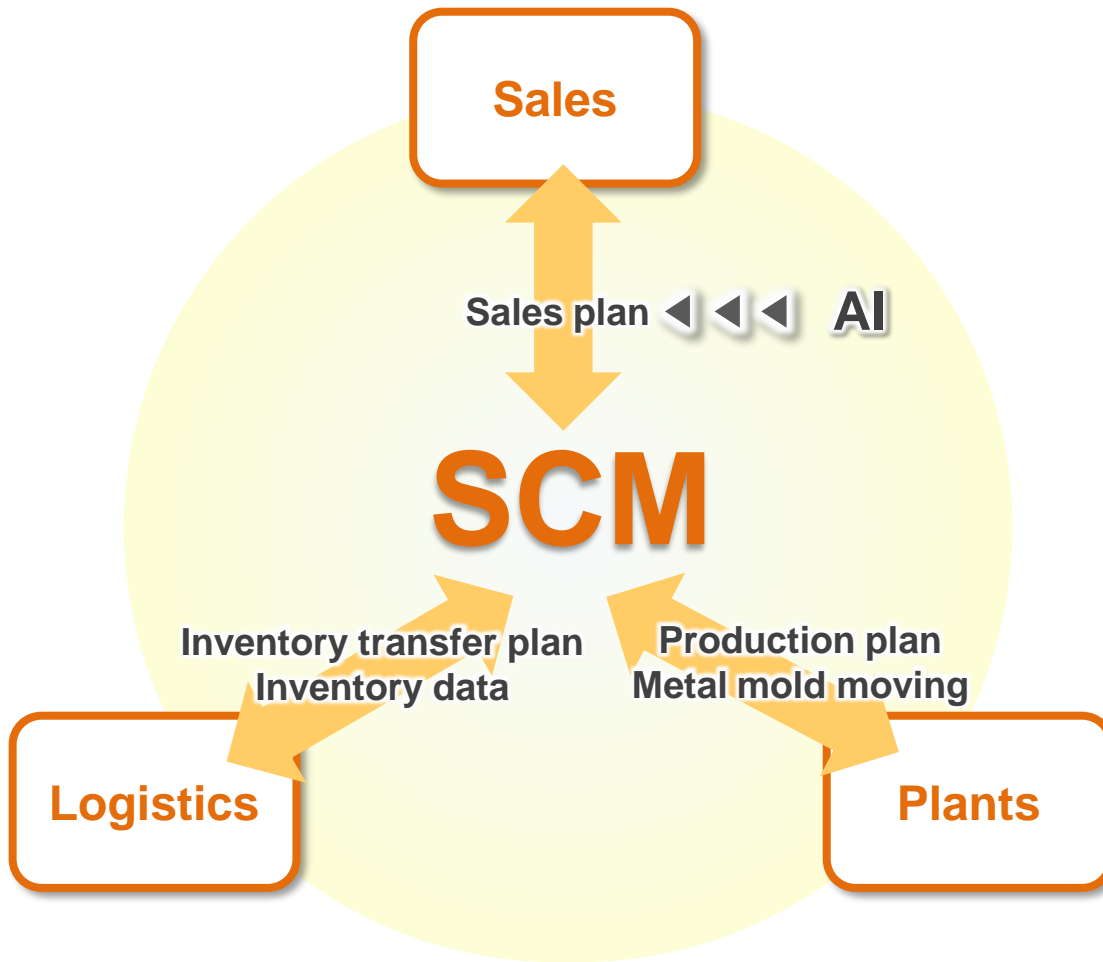 Sales
Sales plan
AI
SCM
Inventory transfer plan
Inventory data
Production plan
Metal mold moving
Logistics
Plants